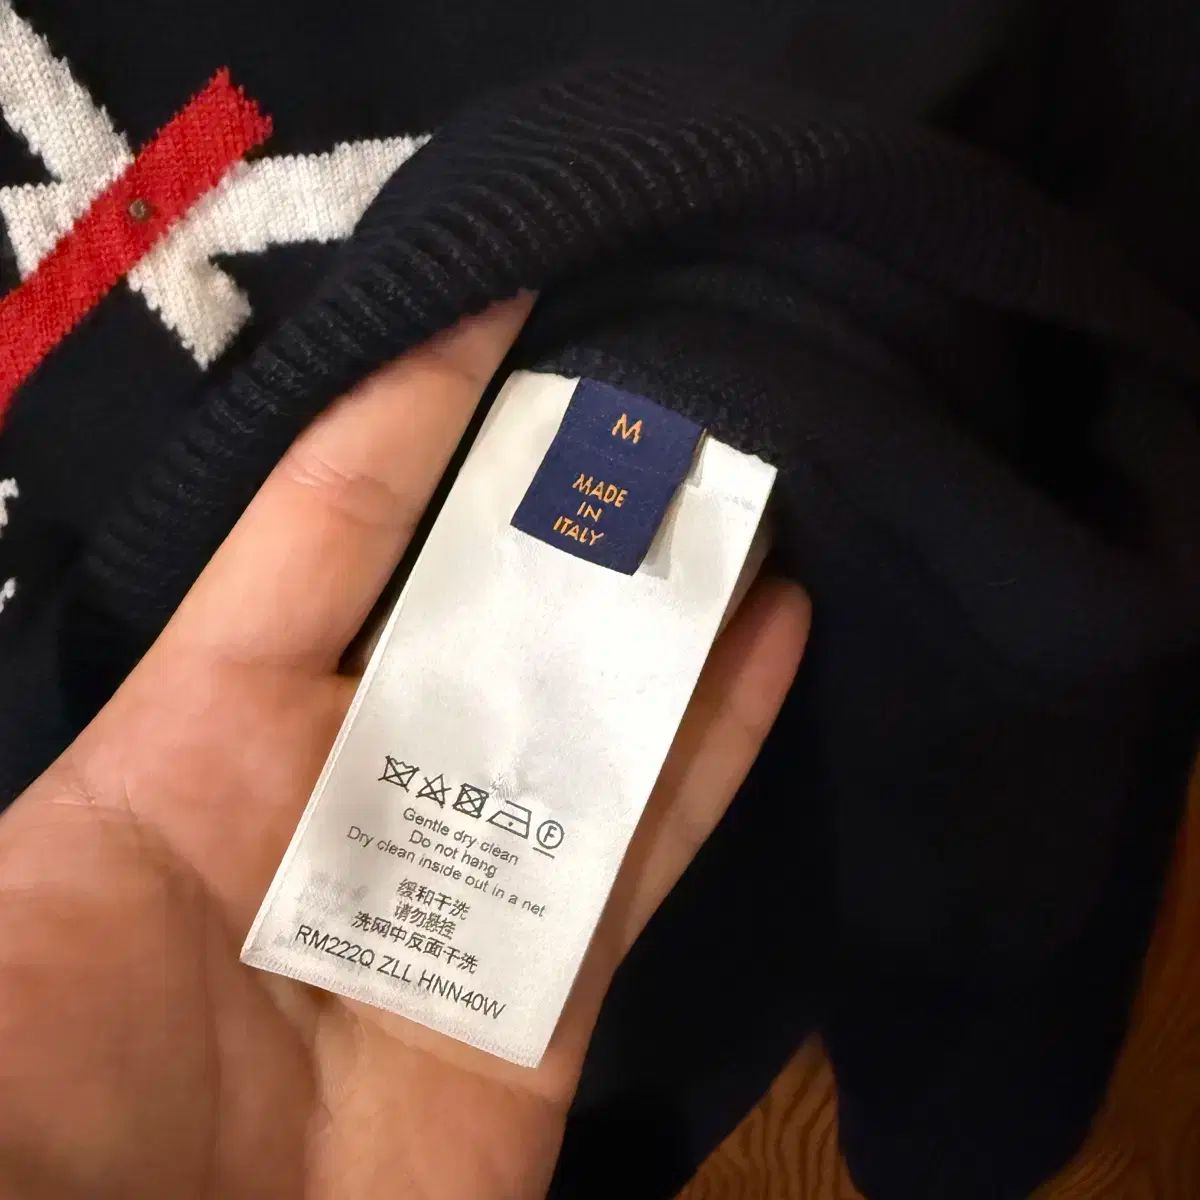 M
MADE
IN
ITALY
F
Gentle dry clean
Do not hang
Dry clean inside out in a net
缓和干洗
请勿悬挂
洗网中反面干洗
RM222Q ZLL HNN40W